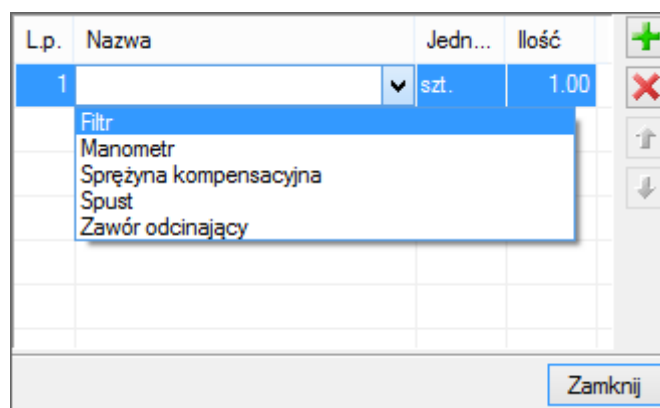 L.p. Nazwa Jedn... Ilość
1 szt. 1.00
Filtr
Manometr
Sprężyna kompensacyjna
Spust
Zawór odcinający
Zamknij